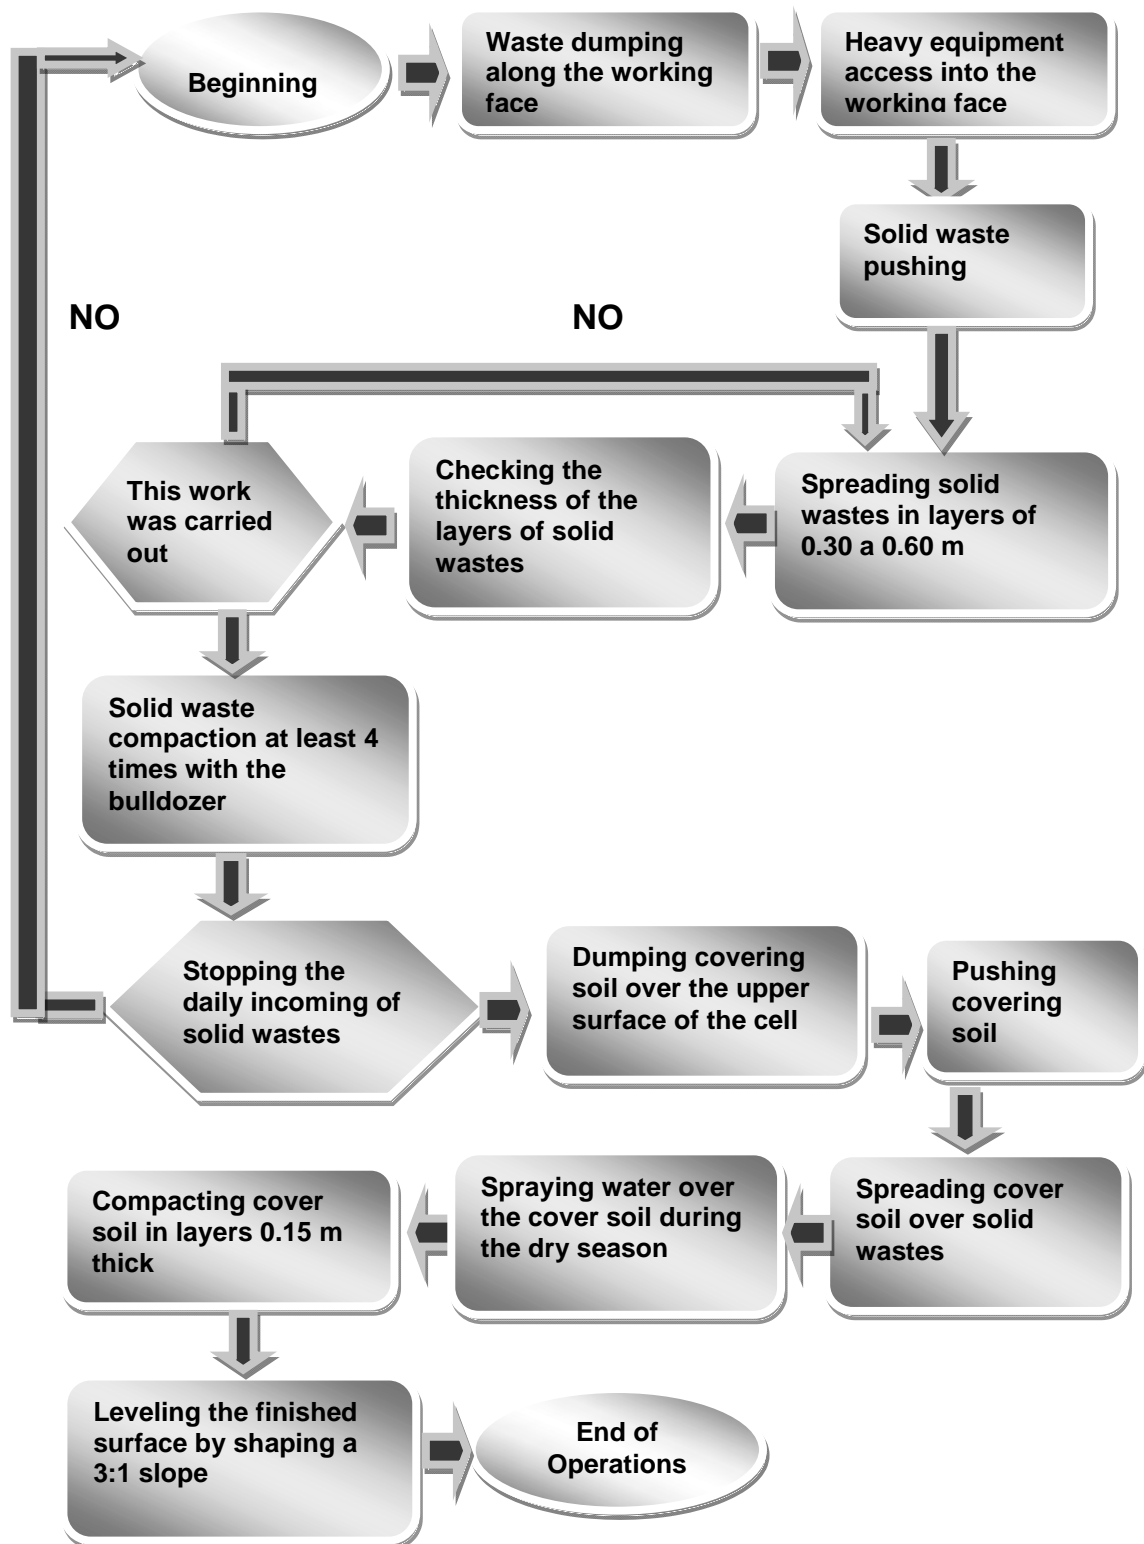 Beginning
Waste dumping
along the working
face
Heavy equipment
access into the
working face
Solid waste
pushing
NO
NO
This work
was carried
out
Checking the
thickness of the
layers of solid
wastes
Spreading solid
wastes in layers of
0.30 a 0.60 m
Solid waste
compaction at least 4
times with the
bulldozer
Stopping the
daily incoming of
solid wastes
Dumping covering
soil over the upper
surface of the cell
Pushing
covering
soil
Compacting cover
soil in layers 0.15 m
thick
Spraying water over
the cover soil during
the dry season
Spreading cover
soil over solid
wastes
Leveling the finished
surface by shaping a
3:1 slope
End of
Operations